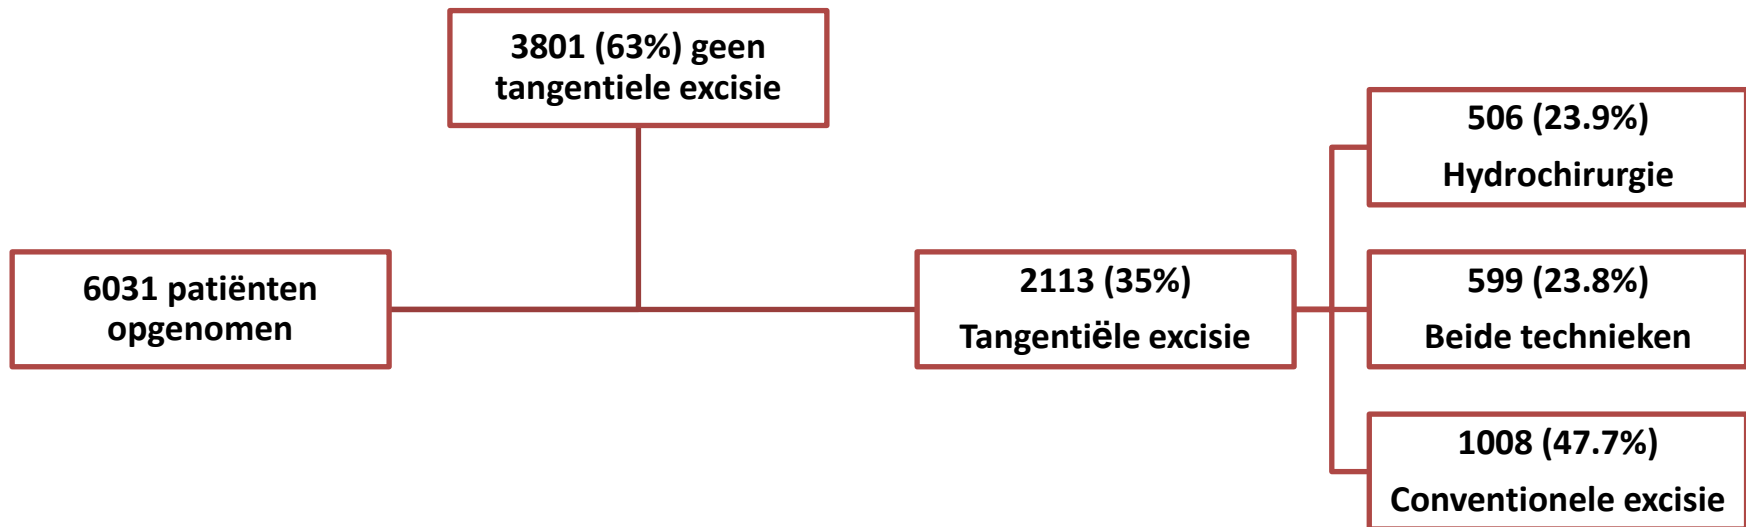 3801 (63%) geen
tangentiele excisie
6031 patiënten
opgenomen
2113 (35%)
Tangentiële excisie
506 (23.9%)
Hydrochirurgie
599 (23.8%)
Beide technieken
1008 (47.7%)
Conventionele excisie